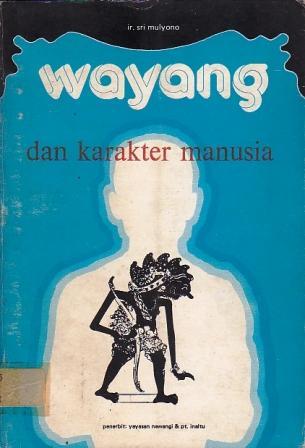 ir. sri mulyono
wayang
dan karakter manusia
penerbit: yayasan nawangi & pt. inaltu